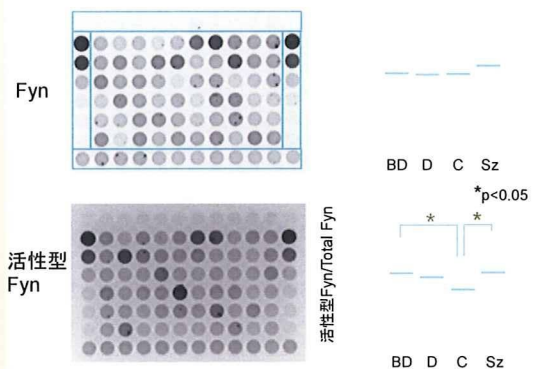 Fyn
BD D C Sz
*p<0.05
* *
活性型
Fyn
活性型Fyn/Total Fyn
BD D C Sz